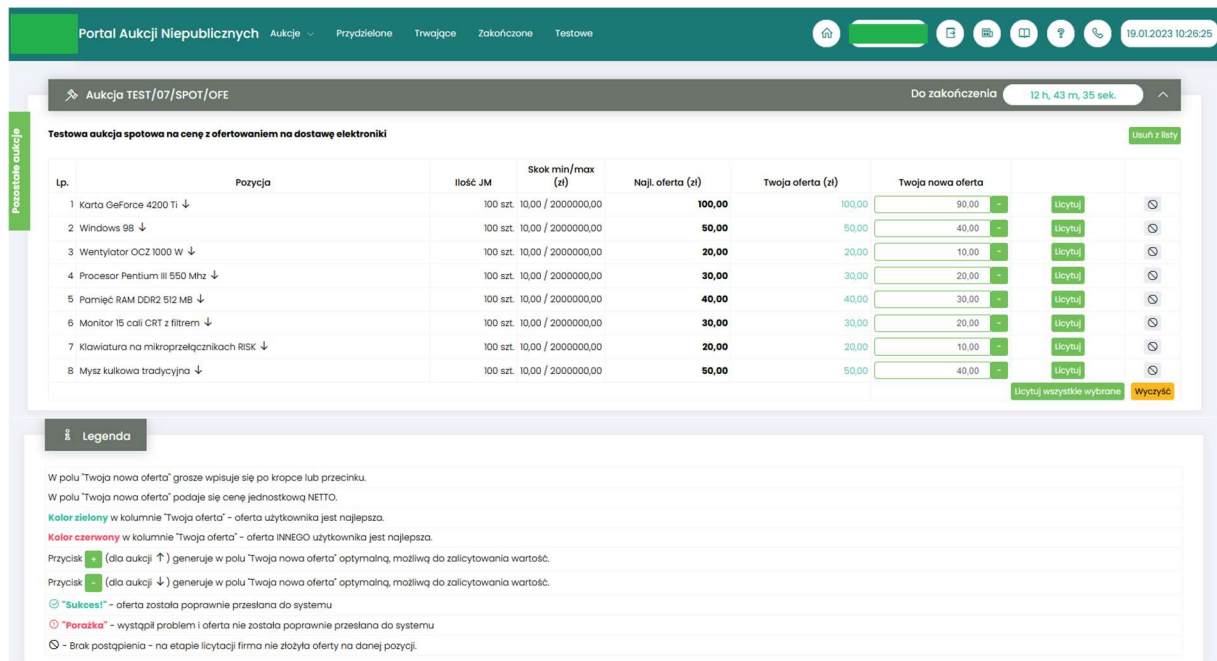 Portal Aukcji Niepublicznych Aukcje Przydzielone Trwające Zakończone Testowe 19.01.2023 10:26:25
Pozostałe aukcje
Aukcja TEST/07/SPOT/OFE Do zakończenia 12 h, 43 m, 35 sek.
Testowa aukcja spotowa na cenę z ofertowaniem na dostawę elektroniki Usuń z listy
Lp. Pozycja Ilość JM Skok min/max (zł) Najl. oferta (zł) Twoja oferta (zł) Twoja nowa oferta
1 Karta GeForce 4200 Ti ↓ 100 szt. 10,00 / 2000000,00 100,00 100,00 90,00 - Licytuj
2 Windows 98 ↓ 100 szt. 10,00 / 2000000,00 50,00 50,00 40,00 - Licytuj
3 Wentylator OCZ 1000 W ↓ 100 szt. 10,00 / 2000000,00 20,00 20,00 10,00 - Licytuj
4 Procesor Pentium III 550 Mhz ↓ 100 szt. 10,00 / 2000000,00 30,00 30,00 20,00 - Licytuj
5 Pamięć RAM DDR2 512 MB ↓ 100 szt. 10,00 / 2000000,00 40,00 40,00 30,00 - Licytuj
6 Monitor 15 cali CRT z filtrem ↓ 100 szt. 10,00 / 2000000,00 30,00 30,00 20,00 - Licytuj
7 Klawiatura na mikroprzełącznikach RISK ↓ 100 szt. 10,00 / 2000000,00 20,00 20,00 10,00 - Licytuj
8 Mysz kulkowa tradycyjna ↓ 100 szt. 10,00 / 2000000,00 50,00 50,00 40,00 - Licytuj
Licytuj wszystkie wybrane Wyczyść
Legenda
W polu "Twoja nowa oferta" grosze wpisuje się po kropce lub przecinku.
W polu "Twoja nowa oferta" podaje się cenę jednostkową NETTO.
Kolor zielony w kolumnie "Twoja oferta" - oferta użytkownika jest najlepsza.
Kolor czerwony w kolumnie "Twoja oferta" - oferta INNEGO użytkownika jest najlepsza.
Przycisk + (dla aukcji ↑) generuje w polu "Twoja nowa oferta" optymalną, możliwą do zalicytowania wartość.
Przycisk - (dla aukcji ↓) generuje w polu "Twoja nowa oferta" optymalną, możliwą do zalicytowania wartość.
"Sukces!" - oferta została poprawnie przesłana do systemu
"Porażka" - wystąpił problem i oferta nie została poprawnie przesłana do systemu
- Brak postąpienia - na etapie licytacji firma nie złożyła oferty na danej pozycji.